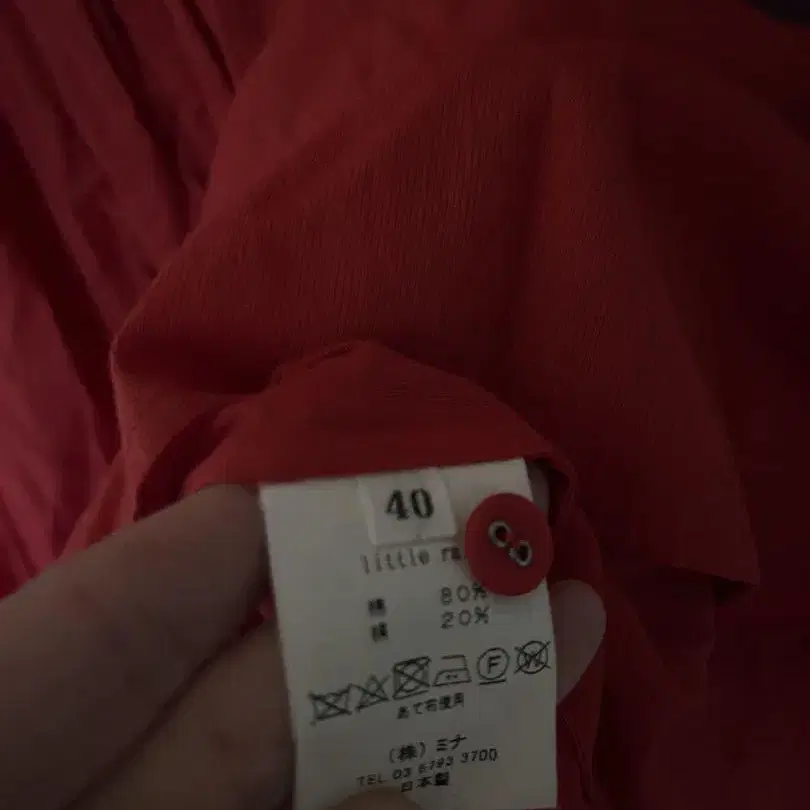 40
little ra
綿 80%
絹 20%
F W
あて布使用
(株)ミナ
TEL.03 5793 3700
日本製